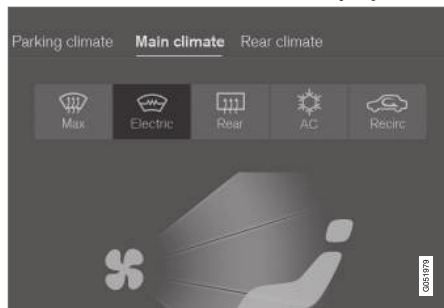 Parking climate Main climate Rear climate
Max Electric Rear AC Recirc
G051979